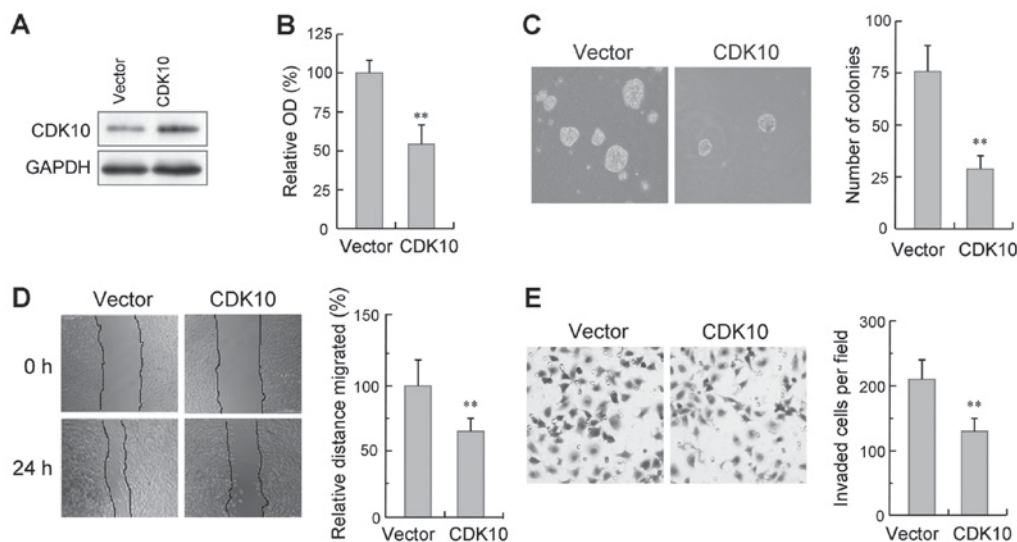 A
Vector
CDK10
CDK10
GAPDH
B
Relative OD (%)
125
100
75
50
25
0
**
Vector
CDK10
C
Vector
CDK10
Number of colonies
100
75
50
25
0
**
Vector
CDK10
D
Vector
CDK10
0 h
24 h
Relative distance migrated (%)
150
100
50
0
**
Vector
CDK10
E
Vector
CDK10
Invaded cells per field
300
200
100
0
**
Vector
CDK10